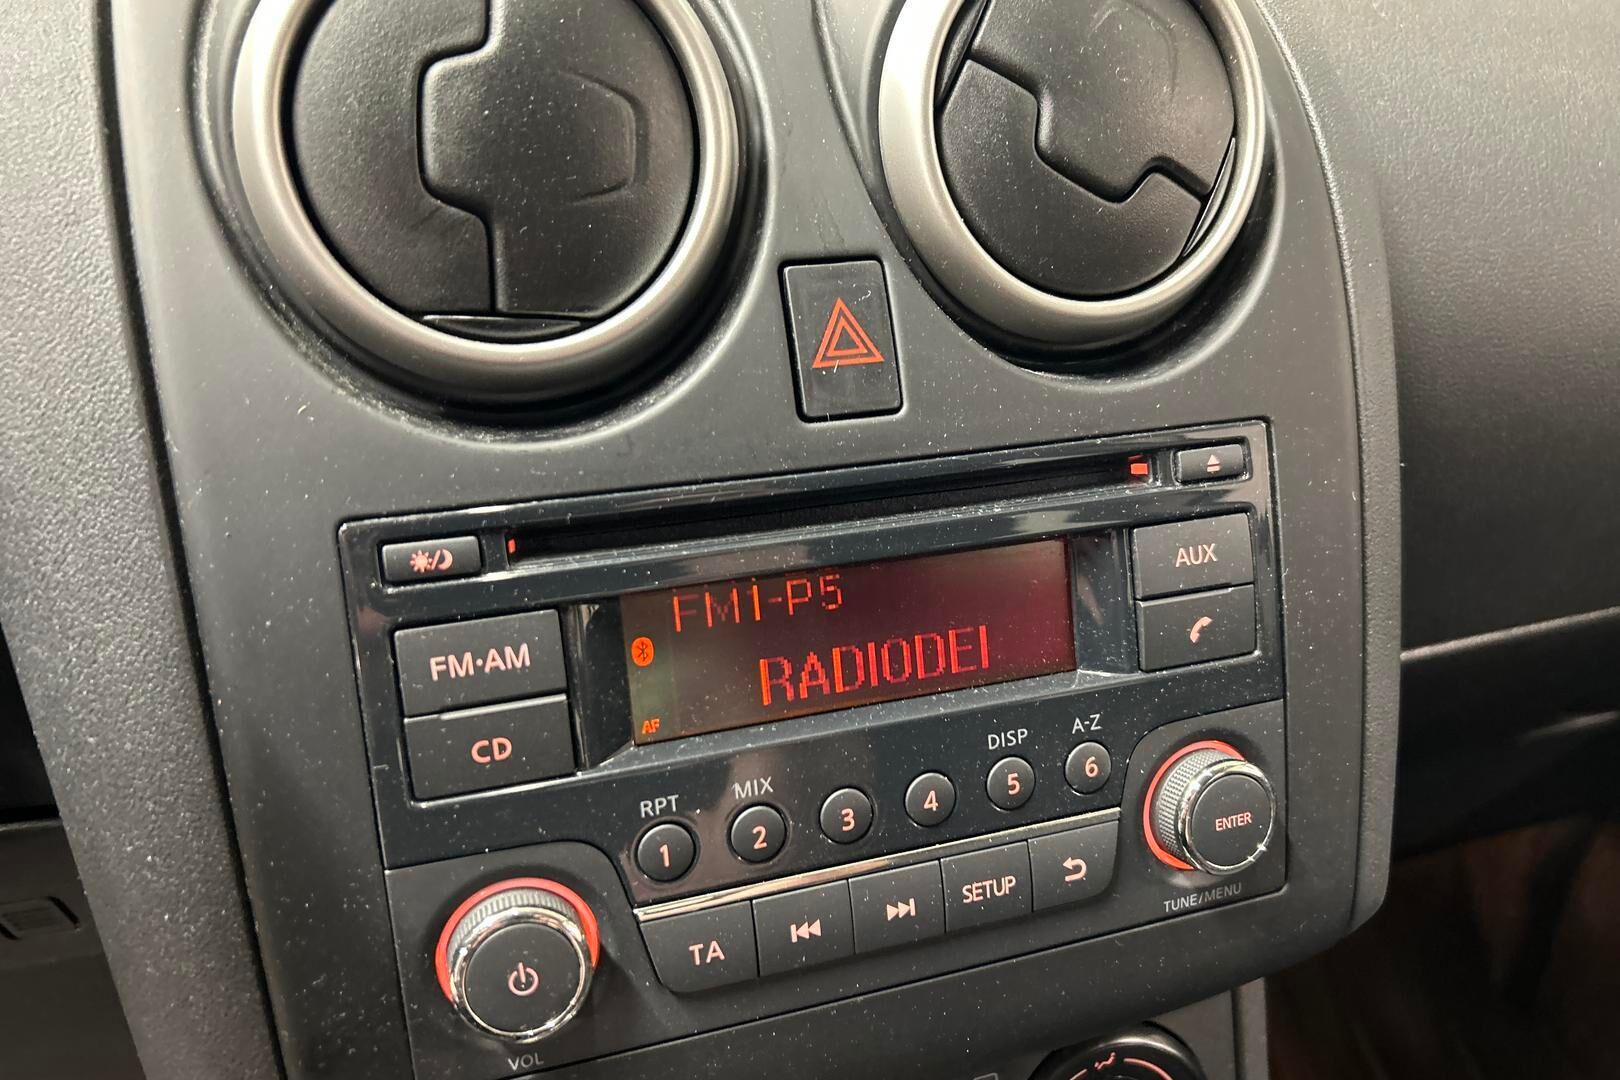 FM1-P5
RADIODEI
AF
AUX
FM·AM
CD
RPT
MIX
DISP
A-Z
1
2
3
4
5
6
TA
SETUP
ENTER
TUNE/MENU
VOL